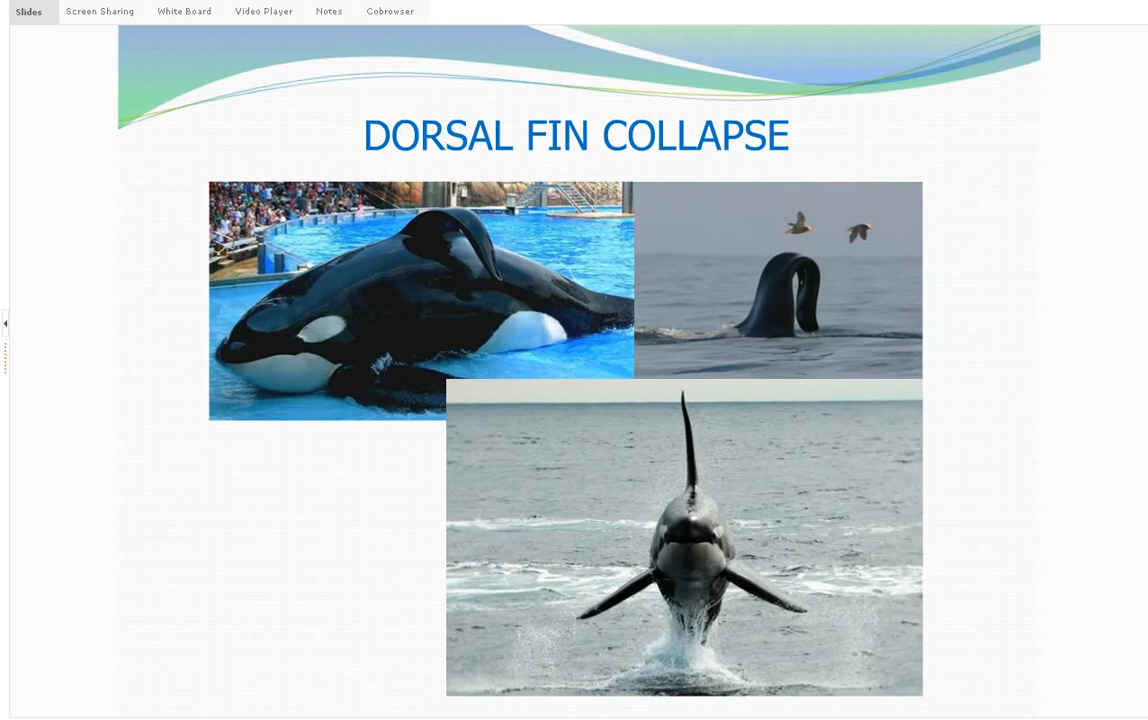 Slides Screen Sharing White Board Video Player Notes Cobrowser
DORSAL FIN COLLAPSE